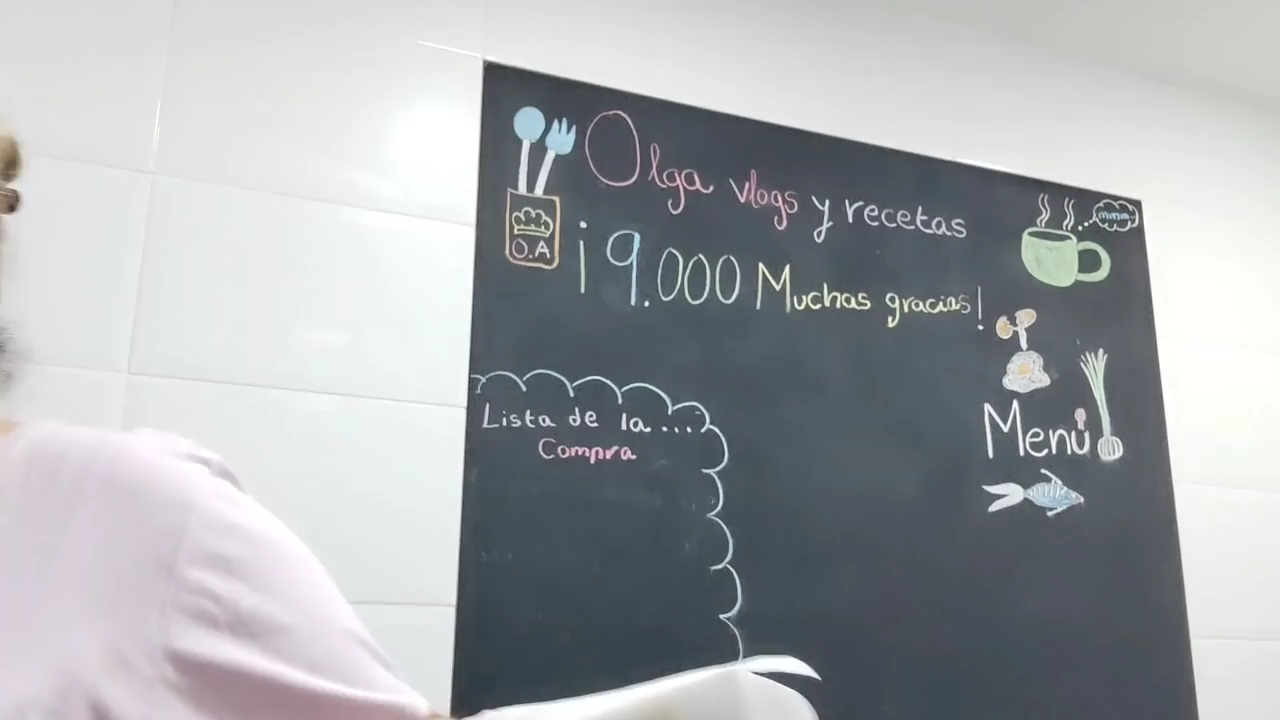 Olga vlogs y recetas
O.A
mmm...
¡9.000 Muchas gracias!
Lista de la ...
Compra
Menú